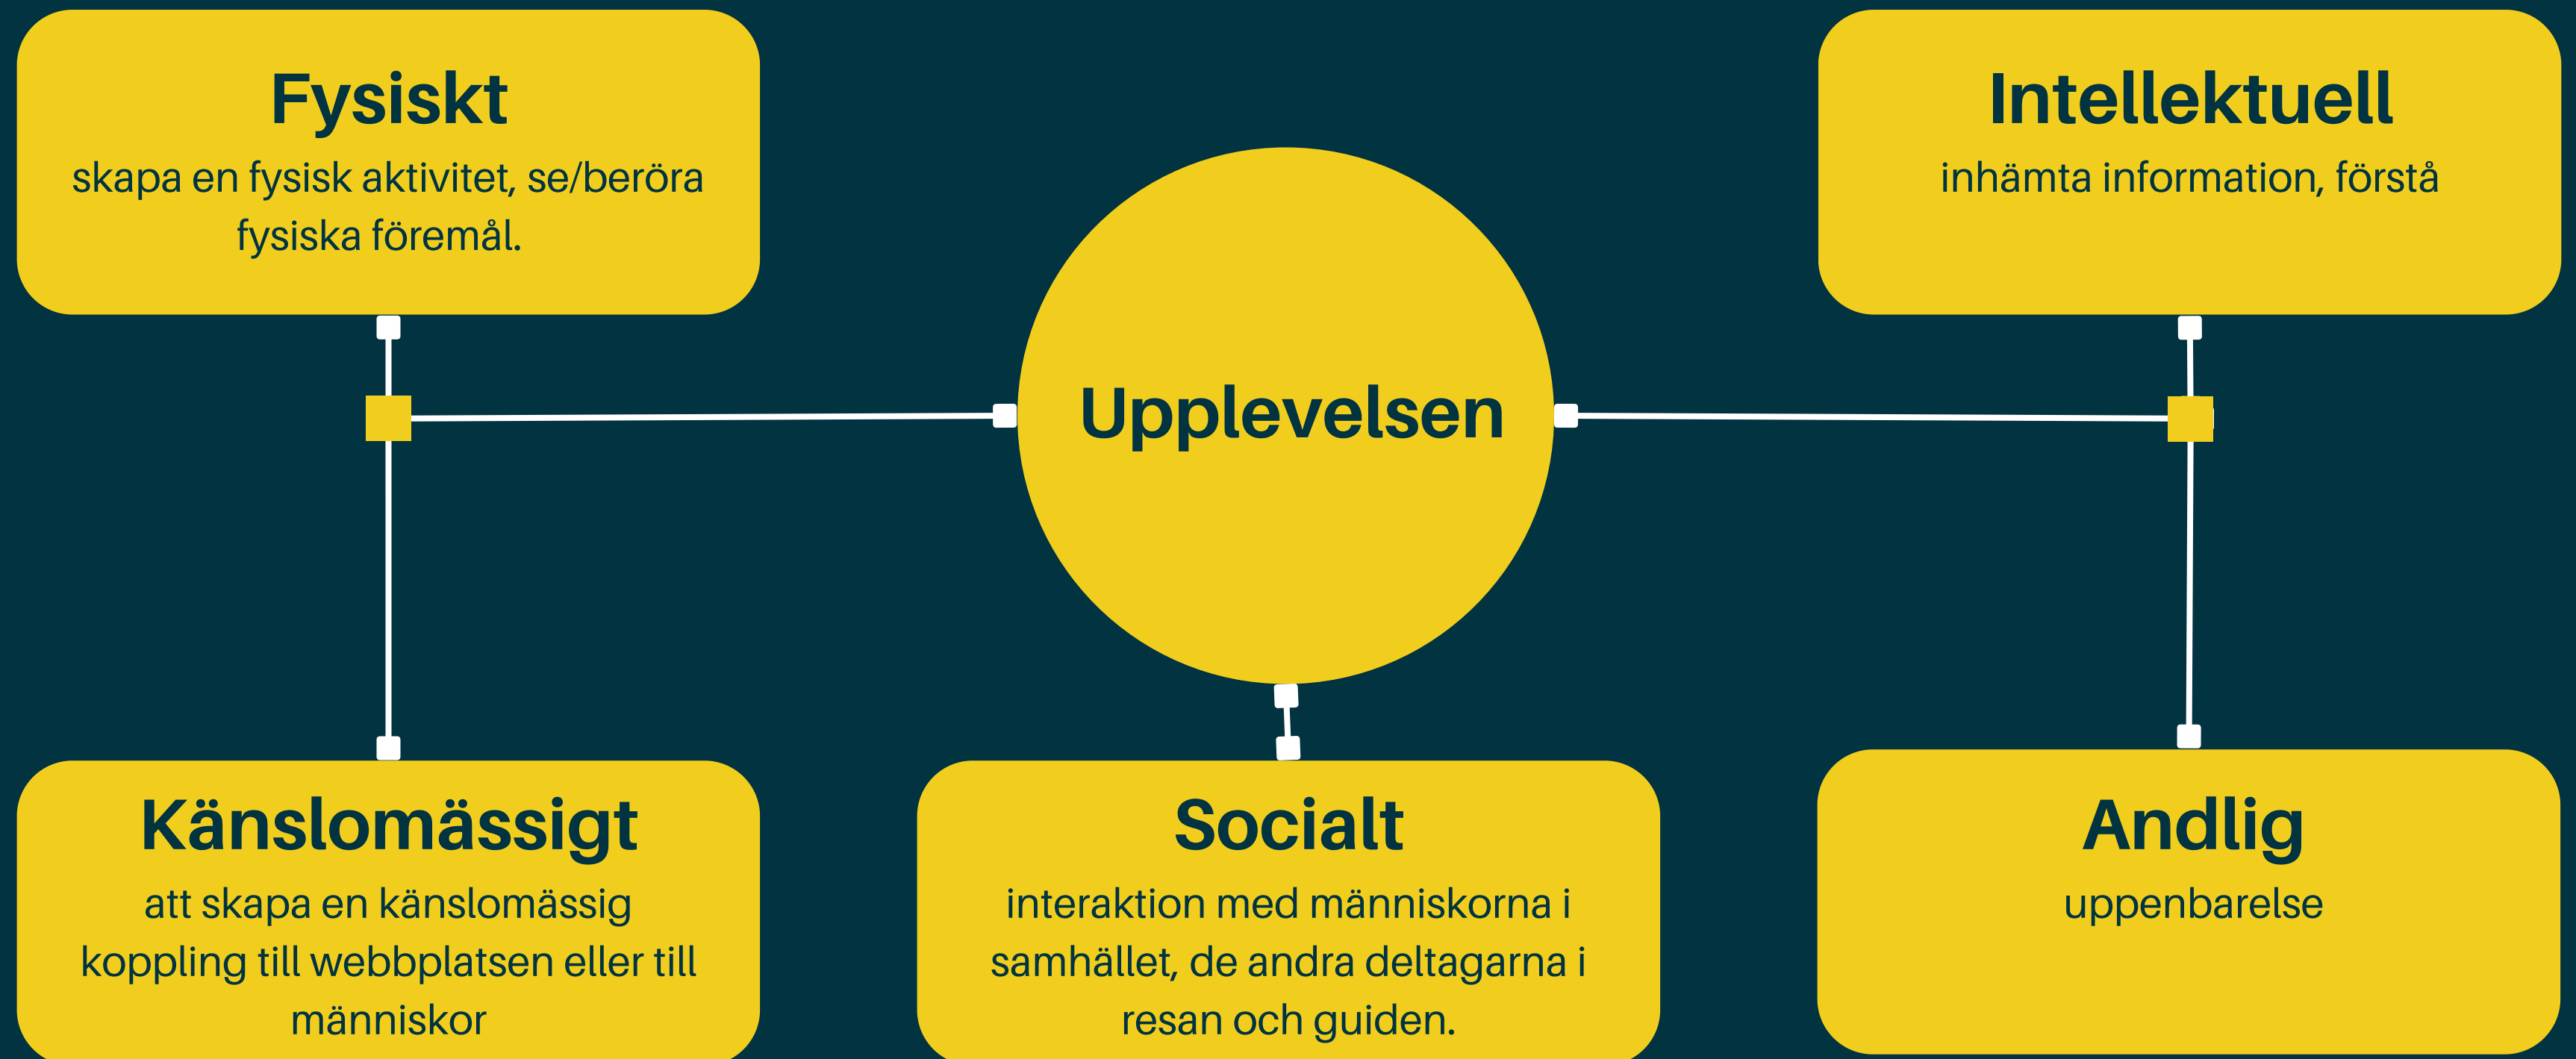 Fysiskt
skapa en fysisk aktivitet, se/beröra
fysiska föremål.
Intellektuell
inhämta information, förstå
Upplevelsen
Känslomässigt
att skapa en känslomässig
koppling till webbplatsen eller till
människor
Socialt
interaktion med människorna i
samhället, de andra deltagarna i
resan och guiden.
Andlig
uppenbarelse